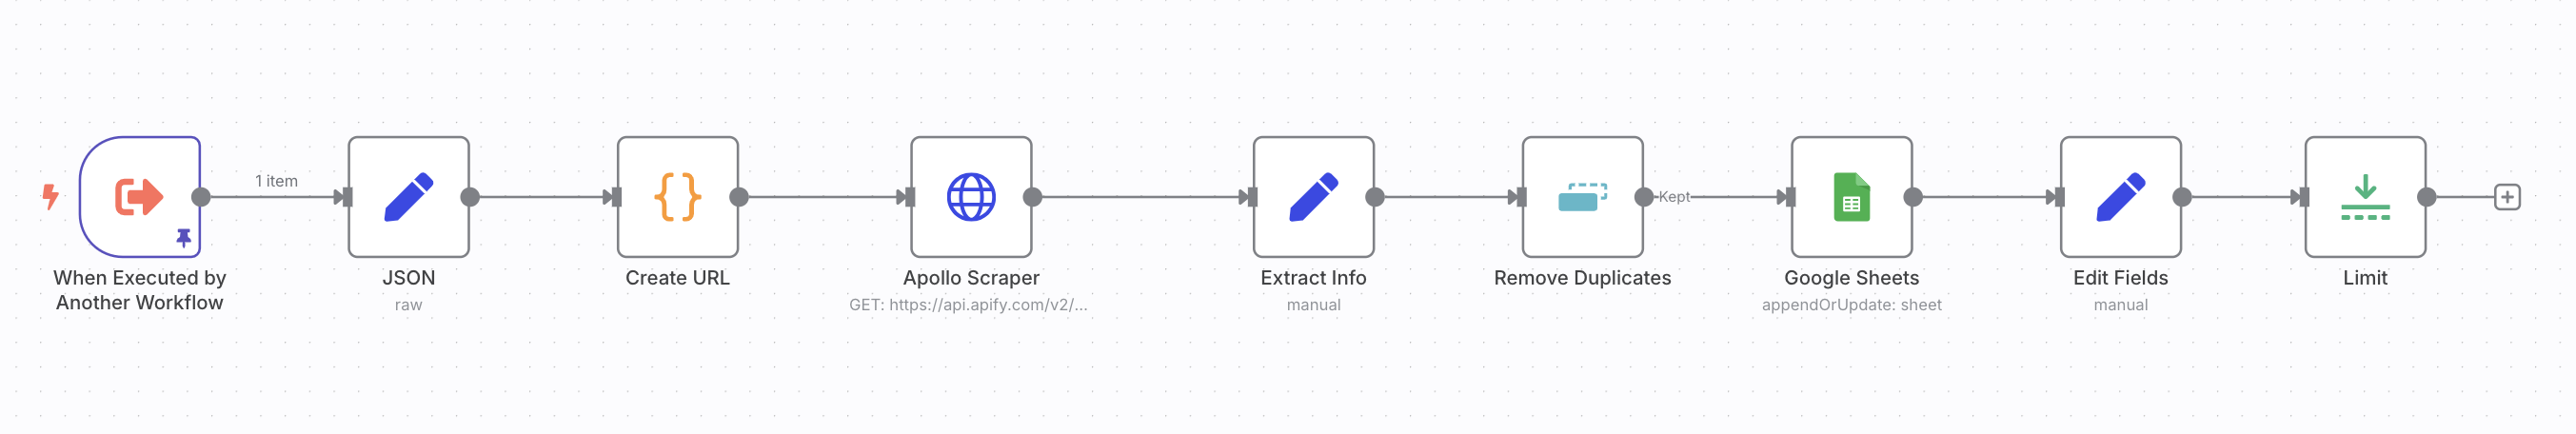 1 item
Kept
When Executed by
Another Workflow
JSON
raw
Create URL
Apollo Scraper
GET: https://api.apify.com/v2/...
Extract Info
manual
Remove Duplicates
Google Sheets
appendOrUpdate: sheet
Edit Fields
manual
Limit